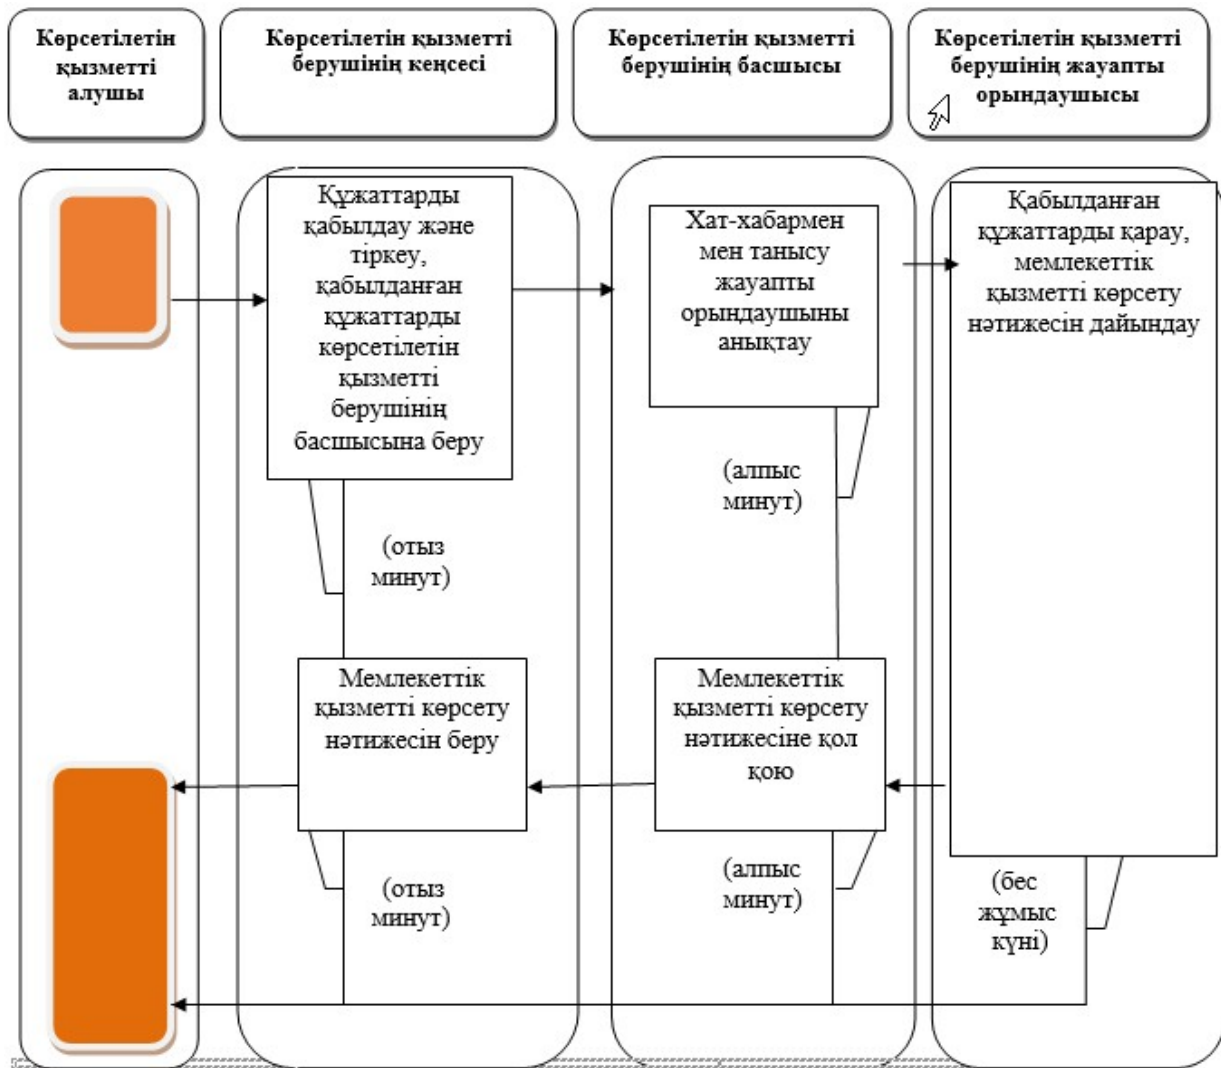 Көрсетілетін
қызметті
алушы
Көрсетілетін қызметті
берушінің кеңсесі
Көрсетілетін қызметті
берушінің басшысы
Көрсетілетін қызметті
берушінің жауапты
орындаушысы
Құжаттарды
қабылдау және
тіркеу,
қабылданған
құжаттарды
көрсетілетін
қызметті
берушінің
басшысына беру
(отыз
минут)
Хат-хабармен
мен танысу
жауапты
орындаушыны
анықтау
(алпыс
минут)
Қабылданған
құжаттарды қарау,
мемлекеттік
қызметті көрсету
нәтижесін дайындау
Мемлекеттік
қызметті көрсету
нәтижесін беру
(отыз
минут)
Мемлекеттік
қызметті көрсету
нәтижесіне қол
қою
(алпыс
минут)
(бес
жұмыс
күні)